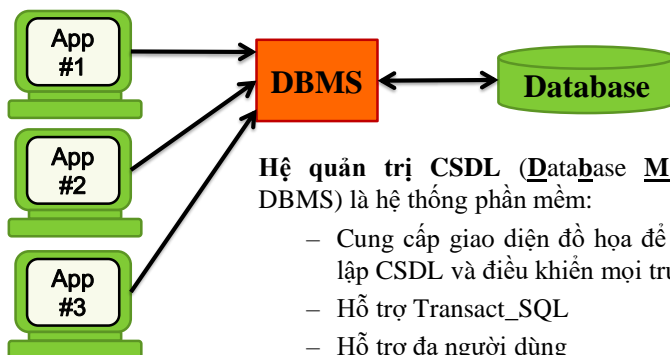 App
#1
App
#2
App
#3
DBMS
Database
Hệ quản trị CSDL (Database M
DBMS) là hệ thống phần mềm:
– Cung cấp giao diện đồ họa để
lập CSDL và điều khiển mọi
– Hỗ trợ Transact_SQL
– Hỗ trợ đa người dùng